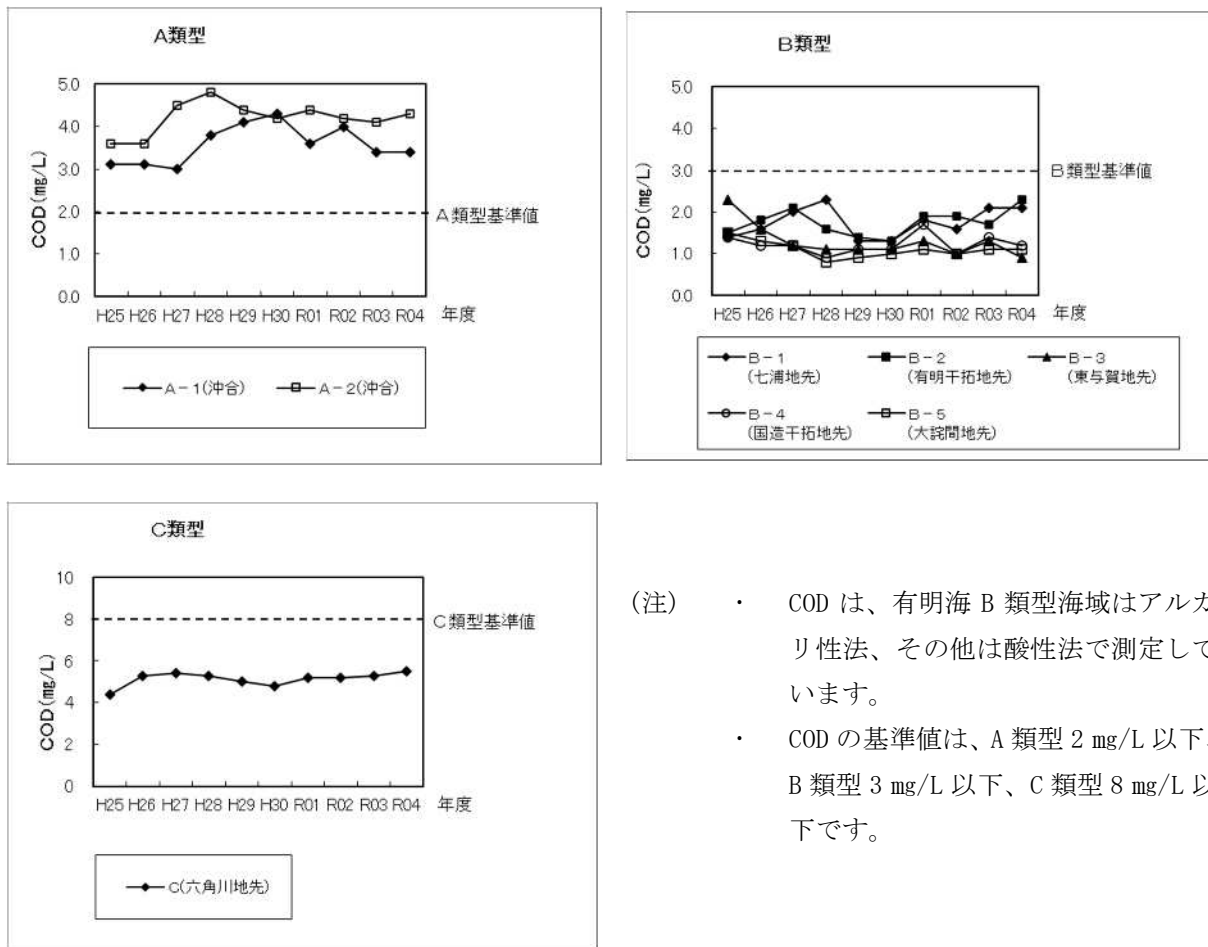 A類型
5.0
4.0
3.0
2.0
1.0
0.0
COD(mg/L)
A類型基準値
H25 H26 H27 H28 H29 H30 R01 R02 R03 R04 年度
A-1(沖合) A-2(沖合)
B類型
5.0
4.0
3.0
2.0
1.0
0.0
COD(mg/L)
B類型基準値
H25 H26 H27 H28 H29 H30 R01 R02 R03 R04 年度
B-1 B-2 B-3
(七浦地先) (有明干拓地先) (東与賀地先)
B-4 B-5
(国造干拓地先) (大詫間地先)
C類型
10
8
6
4
2
0
COD(mg/L)
C類型基準値
H25 H26 H27 H28 H29 H30 R01 R02 R03 R04 年度
C(六角川地先)
(注) ・ COD は、有明海 B 類型海域はアルカ
リ性法、その他は酸性法で測定して
います。
・ COD の基準値は、A 類型 2 mg/L 以下、
B 類型 3 mg/L 以下、C 類型 8 mg/L 以
下です。